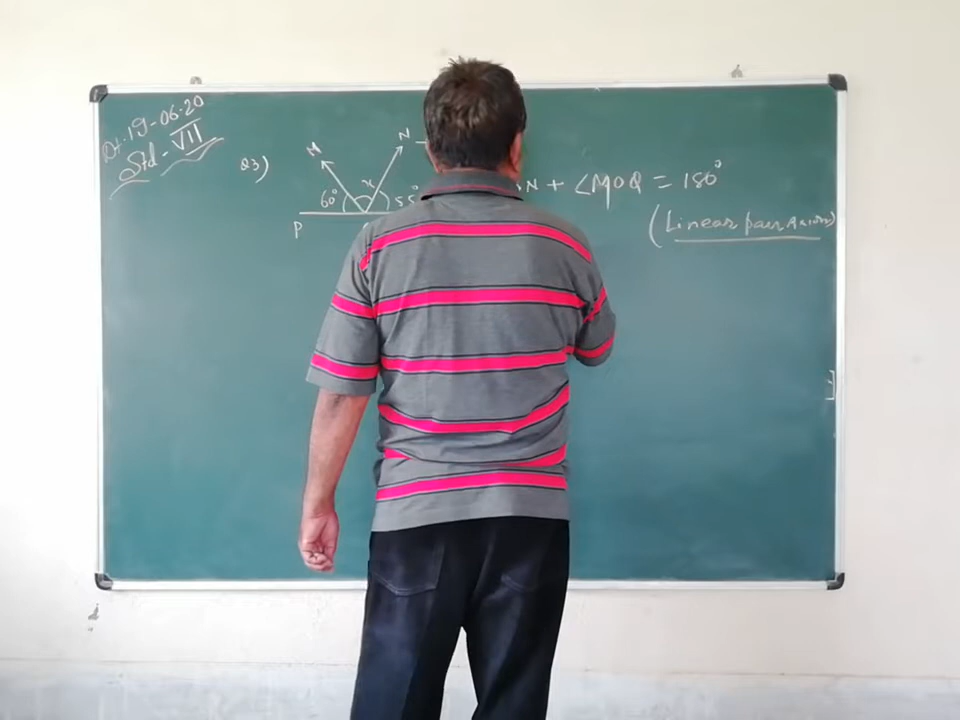 Dt. 19-06-20
Std - VII
Q3)
M
N
60° x 55°
P
N + ∠MOQ = 180°
(Linear pair Axiom)